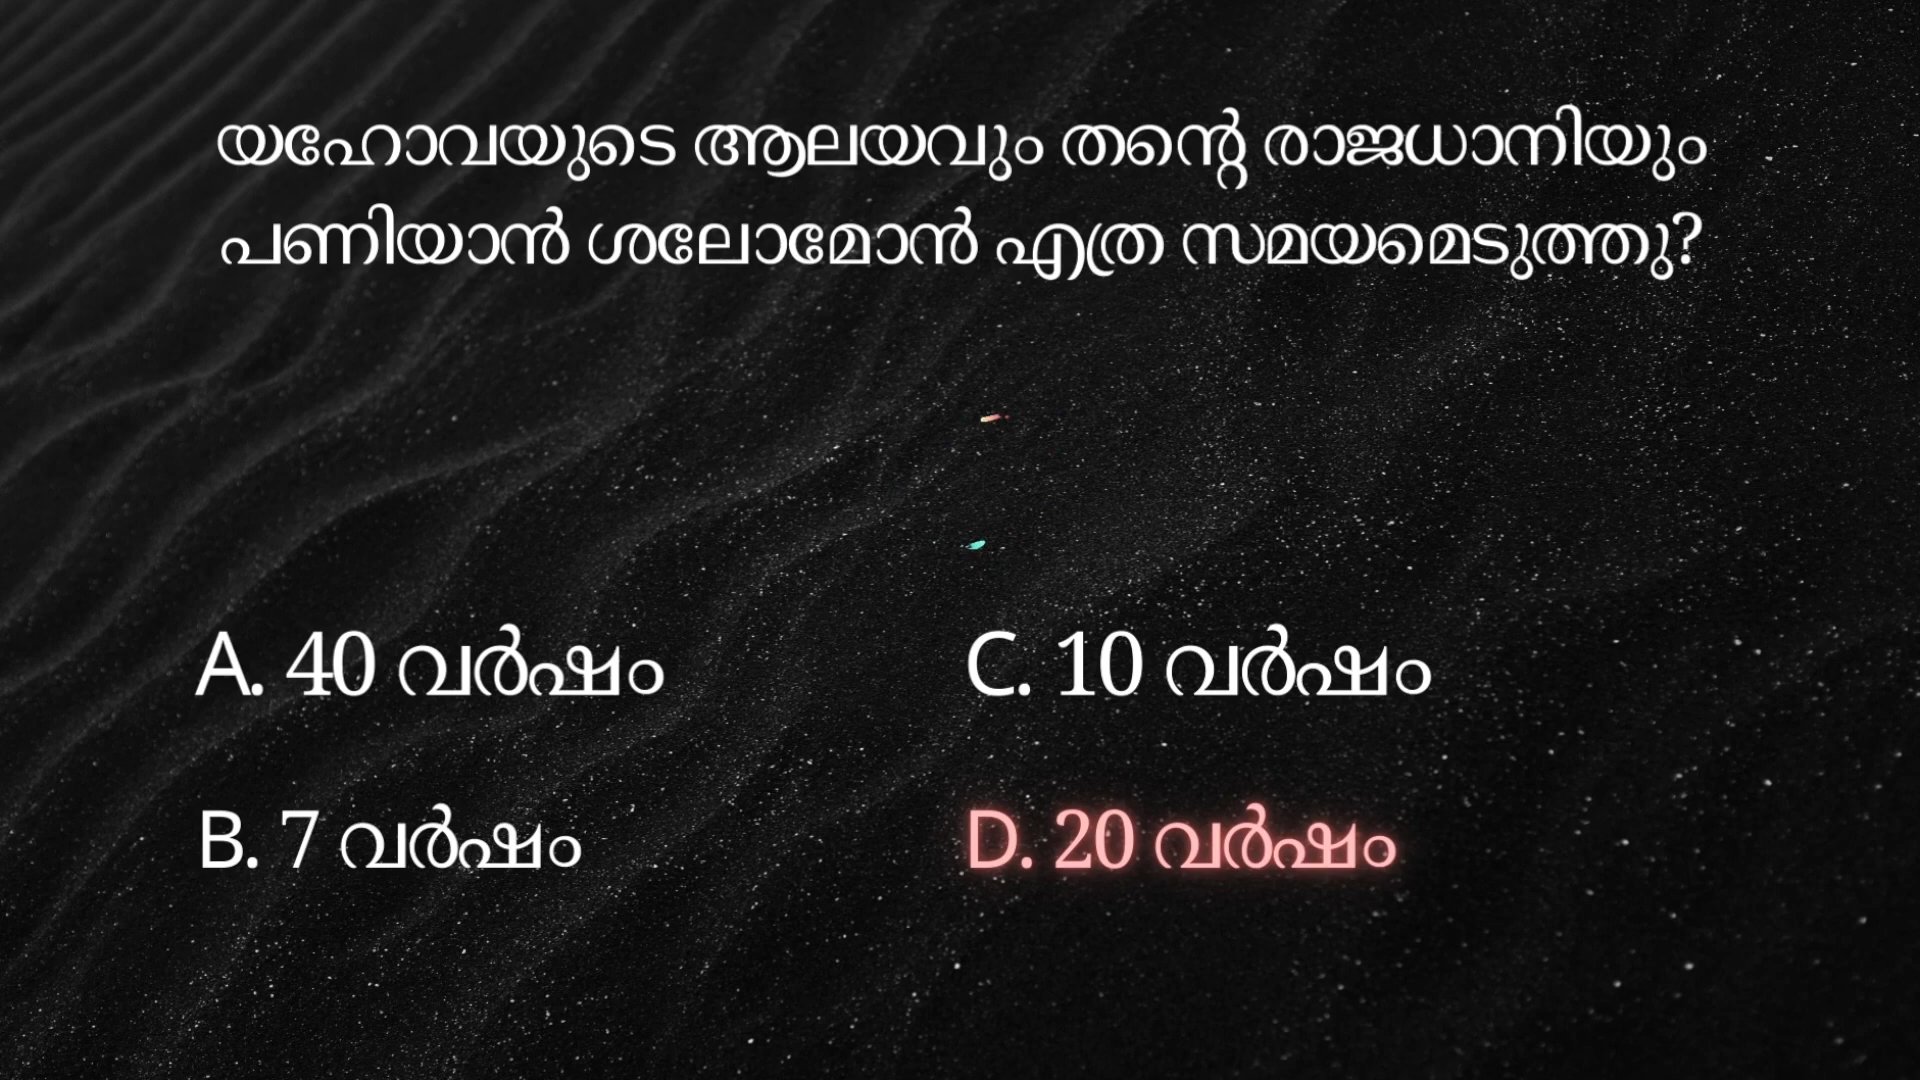 യഹോവയുടെ ആലയവും തന്റെ രാജധാനിയും
പണിയാൻ ശലോമോൻ എത്ര സമയമെടുത്തു?
A. 40 വർഷം
B. 7 വർഷം
C. 10 വർഷം
D. 20 വർഷം